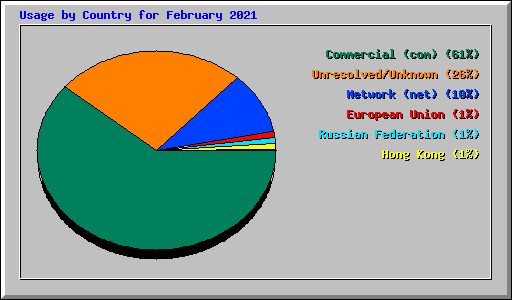 Usage by Country for February 2021
Commercial (com) (61%)
Unresolved/Unknown (26%)
Network (net) (10%)
European Union (1%)
Russian Federation (1%)
Hong Kong (1%)